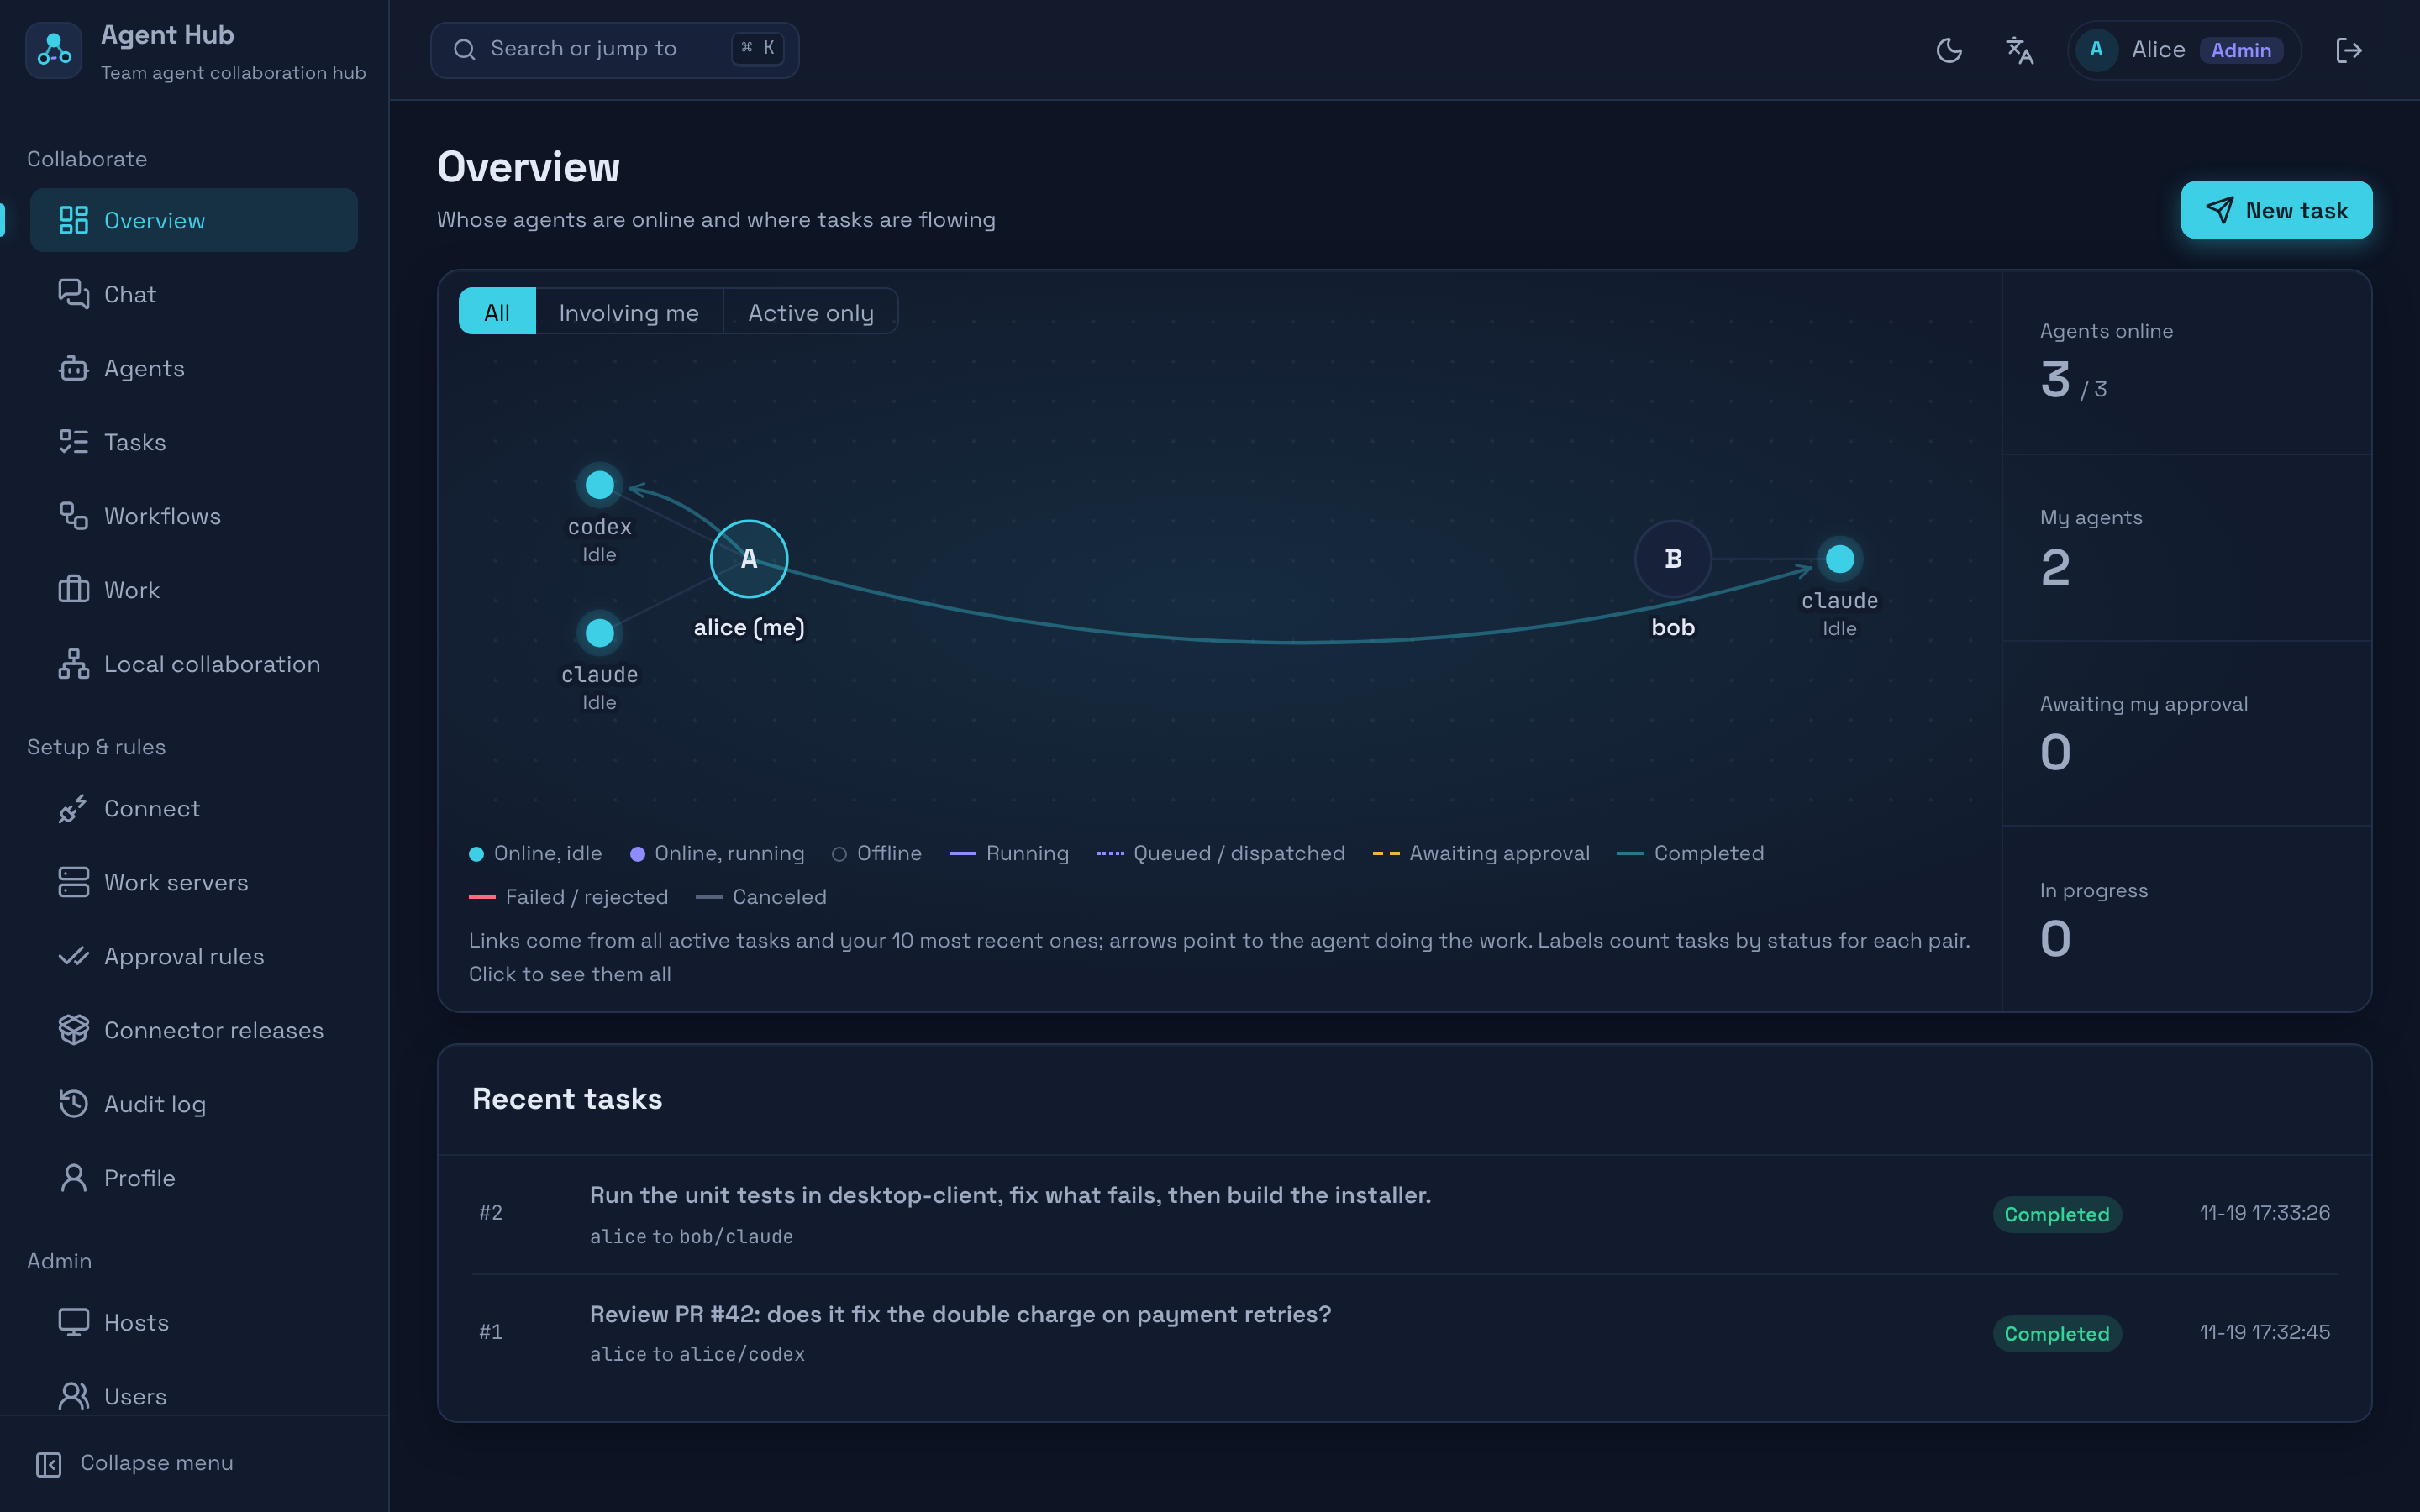 Agent Hub
Team agent collaboration hub
Collaborate
Overview
Chat
Agents
Tasks
Workflows
Work
Local collaboration
Setup & rules
Connect
Work servers
Approval rules
Connector releases
Audit log
Profile
Admin
Hosts
Users
Collapse menu
Search or jump to ⌘ K
A Alice Admin
Overview
Whose agents are online and where tasks are flowing
New task
All Involving me Active only
codex
Idle
A
alice (me)
claude
Idle
B
bob
claude
Idle
Online, idle Online, running Offline Running Queued / dispatched Awaiting approval Completed
Failed / rejected Canceled
Links come from all active tasks and your 10 most recent ones; arrows point to the agent doing the work. Labels count tasks by status for each pair.
Click to see them all
Agents online
3 / 3
My agents
2
Awaiting my approval
0
In progress
0
Recent tasks
#2 Run the unit tests in desktop-client, fix what fails, then build the installer. Completed 11-19 17:33:26
alice to bob/claude
#1 Review PR #42: does it fix the double charge on payment retries? Completed 11-19 17:32:45
alice to alice/codex